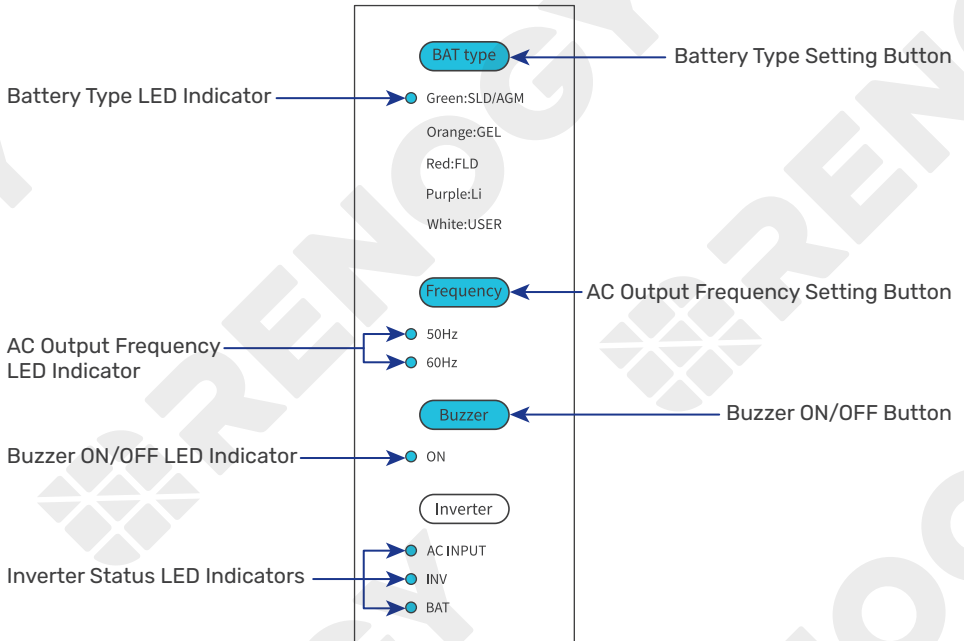 BAT type
Battery Type Setting Button
Battery Type LED Indicator
Green:SLD/AGM
Orange:GEL
Red:FLD
Purple:Li
White:USER
Frequency
AC Output Frequency Setting Button
50Hz
AC Output Frequency
LED Indicator
60Hz
Buzzer
Buzzer ON/OFF Button
Buzzer ON/OFF LED Indicator
ON
Inverter
AC INPUT
Inverter Status LED Indicators
INV
BAT
RENOGY